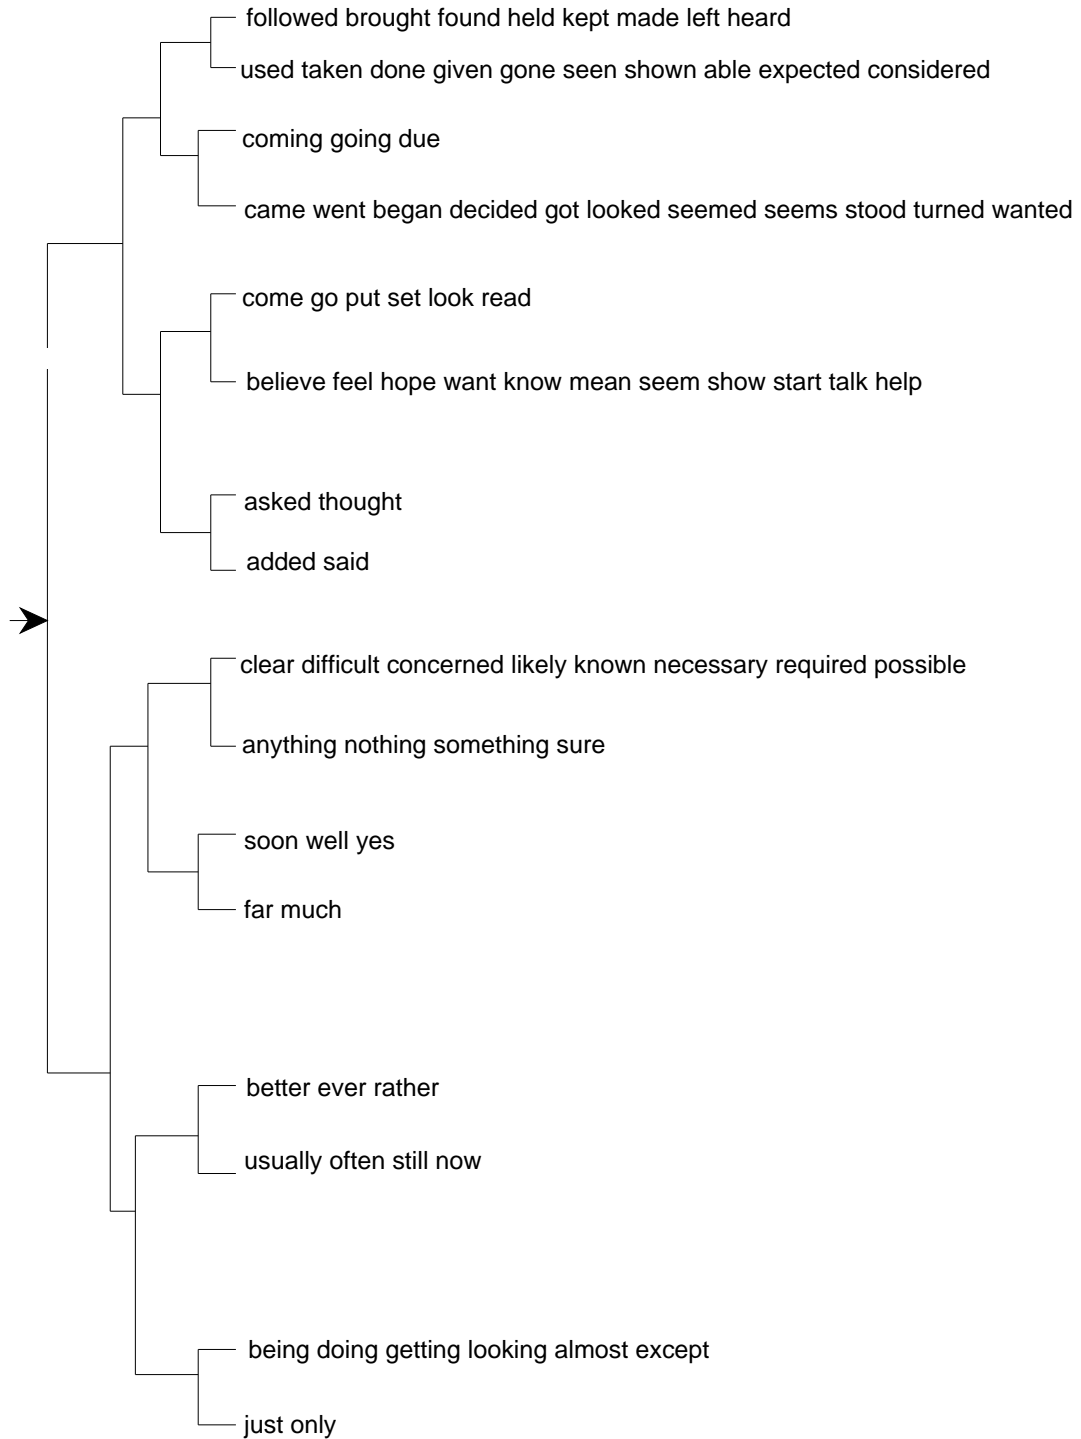 followed brought found held kept made left heard
used taken done given gone seen shown able expected considered
coming going due
came went began decided got looked seemed seems stood turned wanted
come go put set look read
believe feel hope want know mean seem show start talk help
asked thought
added said
clear difficult concerned likely known necessary required possible
anything nothing something sure
soon well yes
far much
better ever rather
usually often still now
being doing getting looking almost except
just only